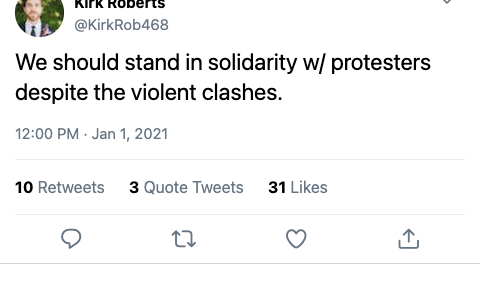 Kirk Roberts
@KirkRob468
We should stand in solidarity w/ protesters
despite the violent clashes.
12:00 PM · Jan 1, 2021
10 Retweets 3 Quote Tweets 31 Likes